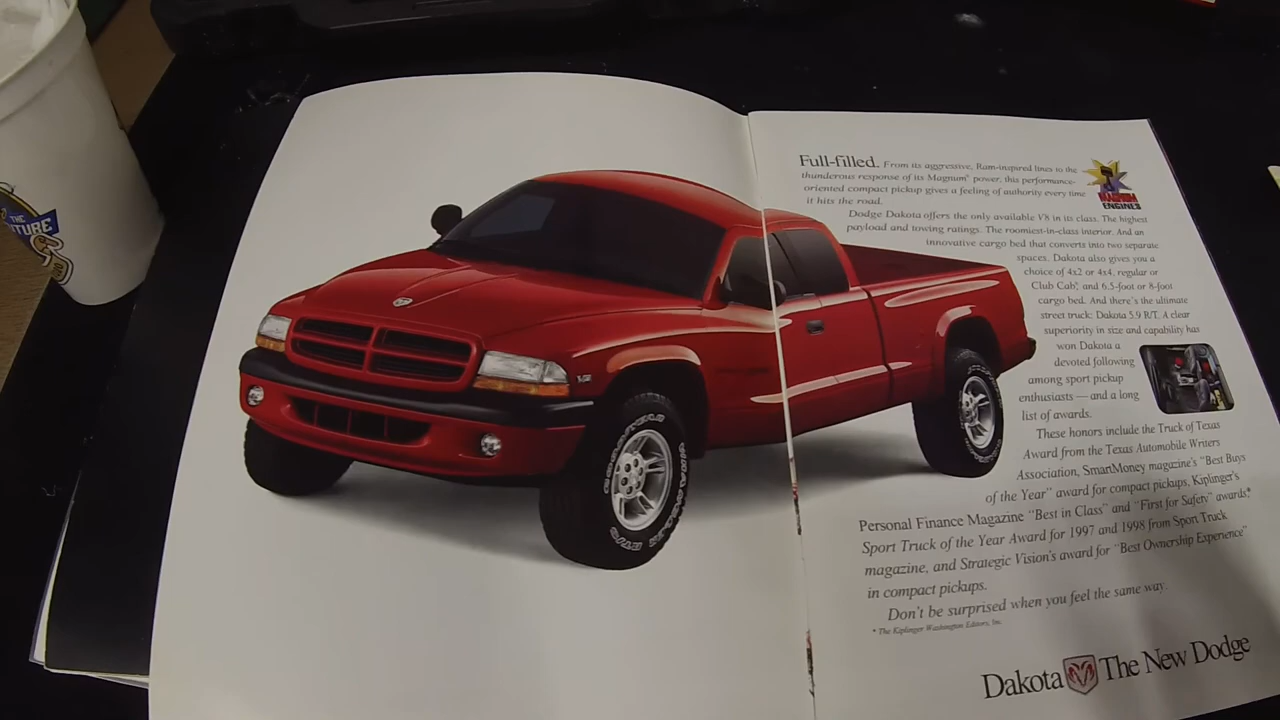 THE
TURE
Full-filled. From its aggressive, Ram-inspired lines to the
thunderous response of its Magnum® power, this performance-
oriented compact pickup gives a feeling of authority every time
it hits the road.
MAGNUM
ENGINES
Dodge Dakota offers the only available V8 in its class. The highest
payload and towing ratings. The roomiest-in-class interior. And an
innovative cargo bed that converts into two separate
spaces. Dakota also gives you a
choice of 4x2 or 4x4, regular or
Club Cab®, and 6.5-foot or 8-foot
cargo bed. And there's the ultimate
street truck: Dakota 5.9 R/T. A clear
superiority in size and capability has
won Dakota a
devoted following
among sport pickup
enthusiasts — and a long
list of awards.
These honors include the Truck of Texas
Award from the Texas Automobile Writers
Association, SmartMoney magazine's "Best Buys
of the Year" award for compact pickups, Kiplinger's
Personal Finance Magazine "Best in Class" and "First for Safety" awards,*
Sport Truck of the Year Award for 1997 and 1998 from Sport Truck
magazine, and Strategic Vision's award for "Best Ownership Experience"
in compact pickups.
Don't be surprised when you feel the same way.
* The Kiplinger Washington Editors, Inc.
Dakota The New Dodge